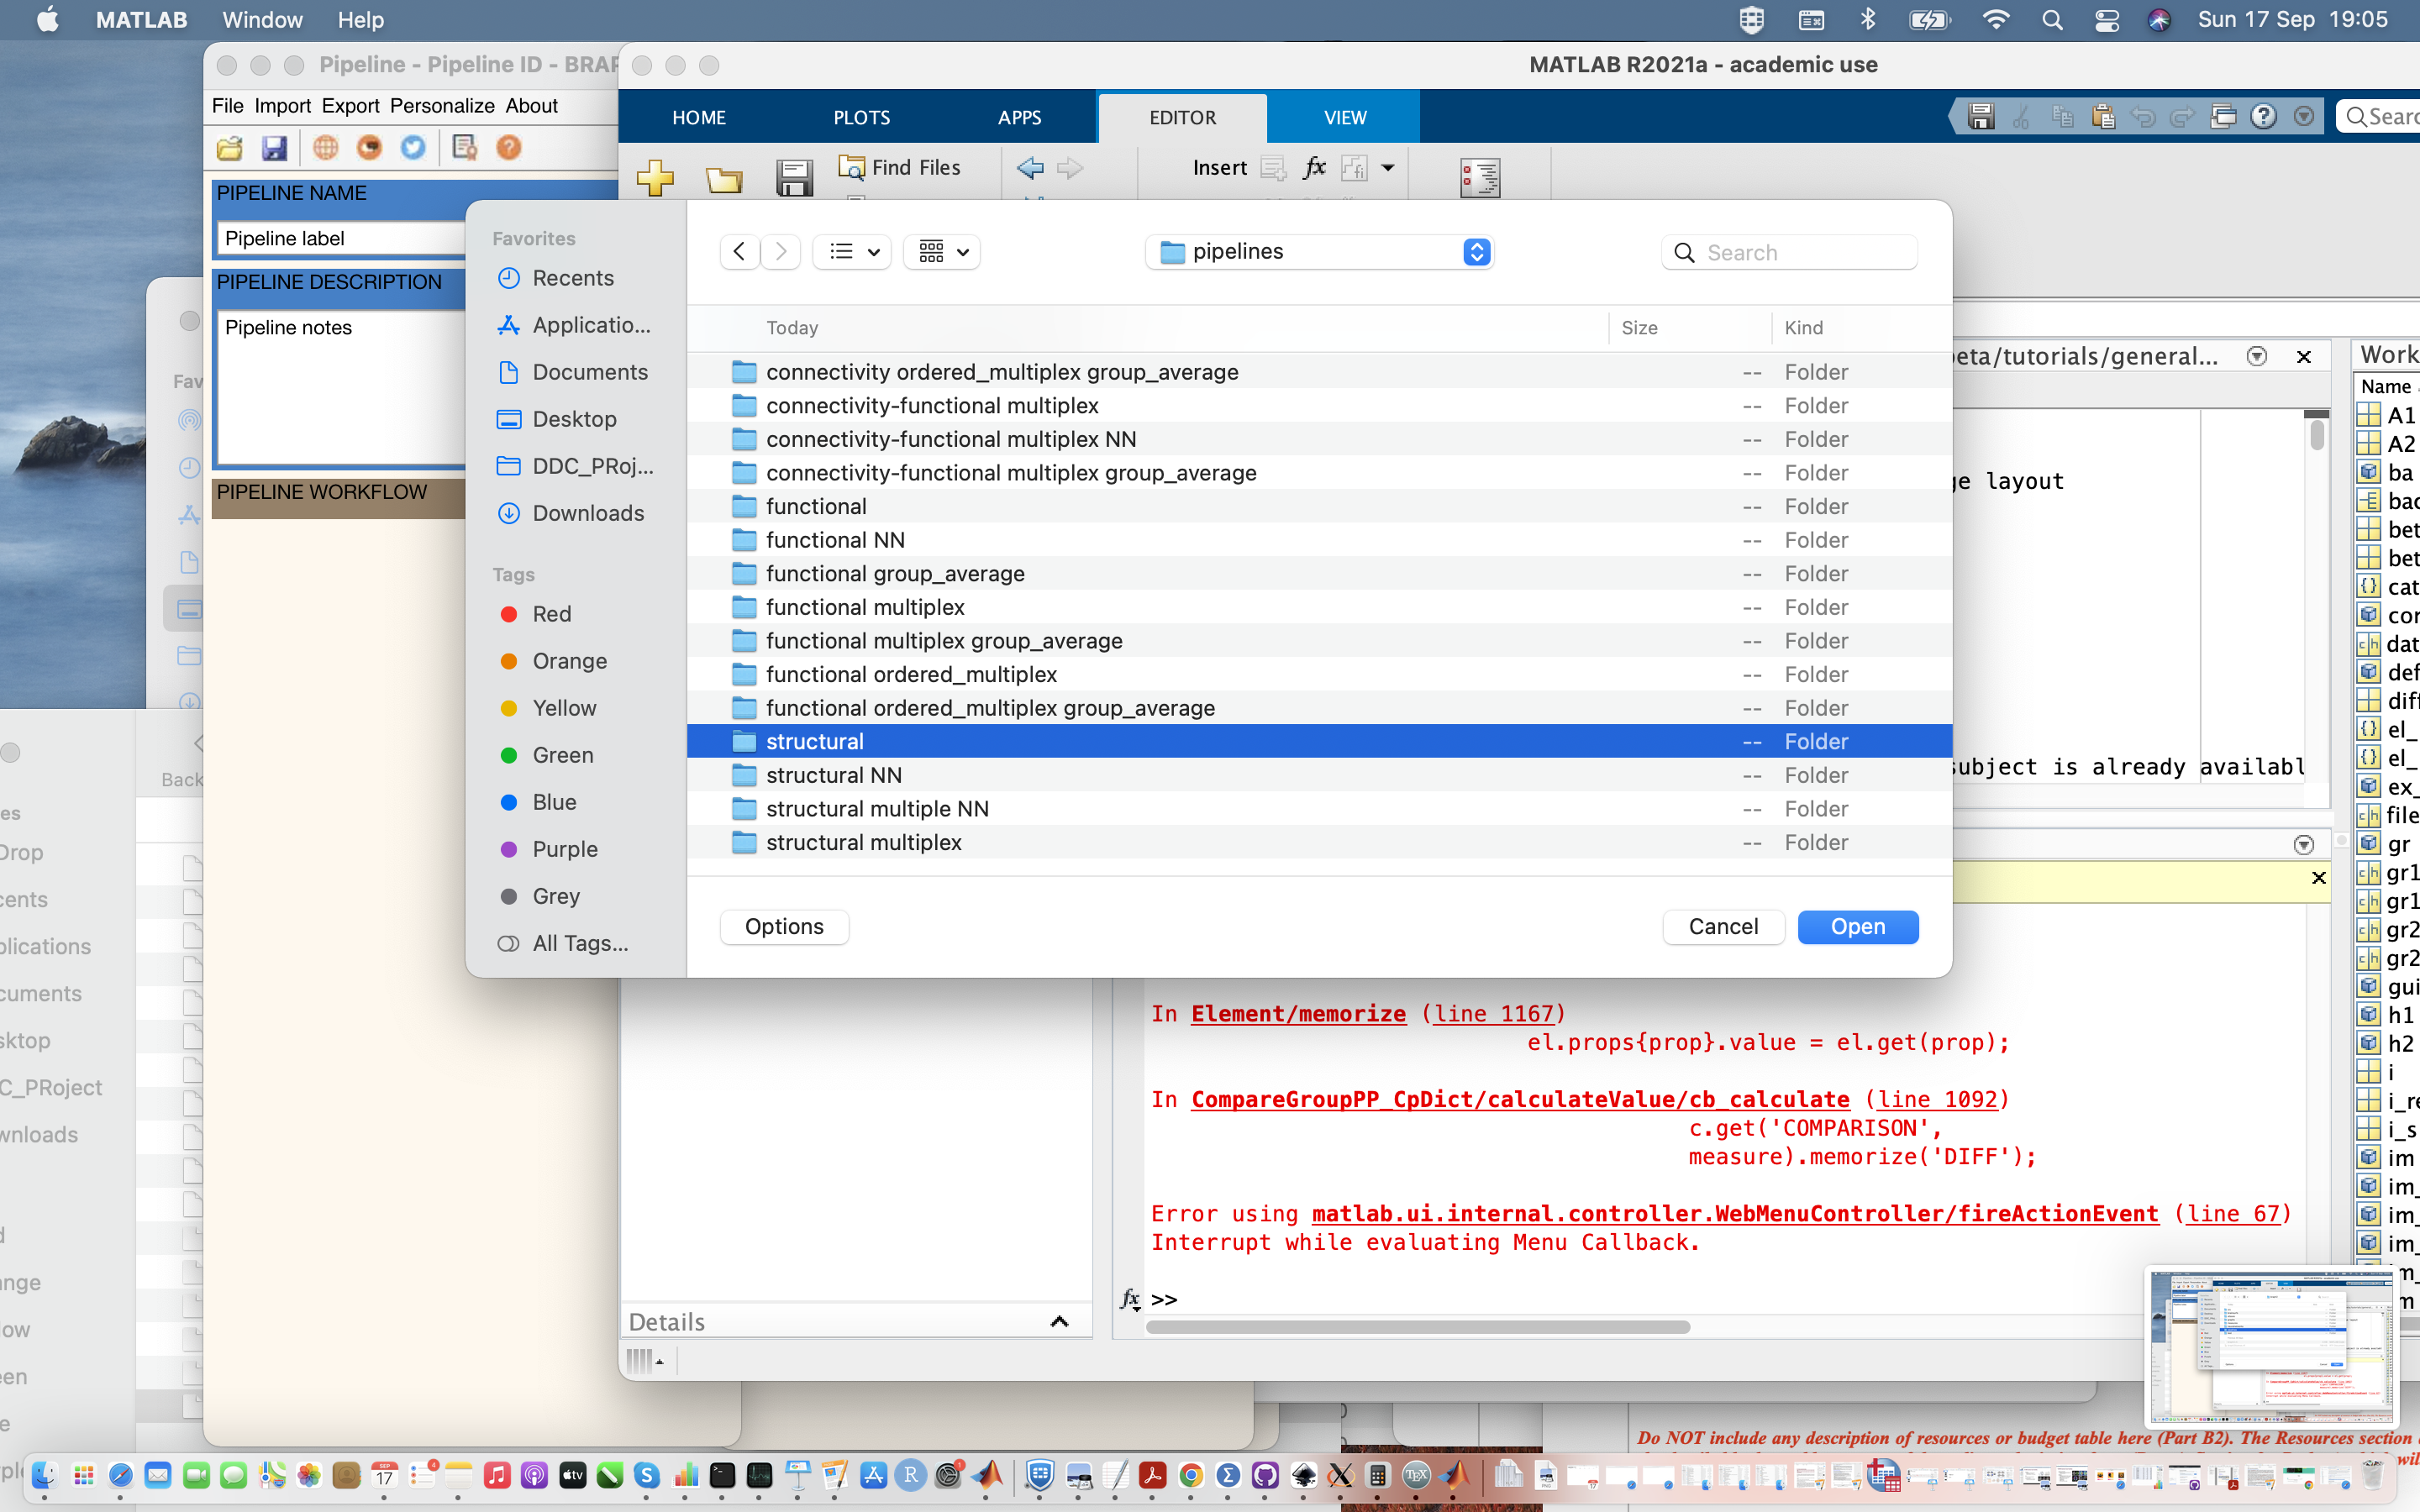 MATLAB Window Help
Sun 17 Sep 19:05
Pipeline - Pipeline ID - BRAP
MATLAB R2021a - academic use
File Import Export Personalize About
HOME PLOTS APPS EDITOR VIEW
Find Files
Insert
PIPELINE NAME
Pipeline label
PIPELINE DESCRIPTION
Pipeline notes
PIPELINE WORKFLOW
Favorites
Recents
Applicatio...
Documents
Desktop
DDC_PRoj...
Downloads
Tags
Red
Orange
Yellow
Green
Blue
Purple
Grey
All Tags...
pipelines
Search
Today Size Kind
connectivity ordered_multiplex group_average -- Folder
connectivity-functional multiplex -- Folder
connectivity-functional multiplex NN -- Folder
connectivity-functional multiplex group_average -- Folder
functional -- Folder
functional NN -- Folder
functional group_average -- Folder
functional multiplex -- Folder
functional multiplex group_average -- Folder
functional ordered_multiplex -- Folder
functional ordered_multiplex group_average -- Folder
structural -- Folder
structural NN -- Folder
structural multiple NN -- Folder
structural multiplex -- Folder
Options Cancel Open
eta/tutorials/general...
ge layout
subject is already availabl
Work
Name
A1
A2
ba
bac
bet
bet
cat
cor
dat
def
diff
el_
el_
ex_
file
gr
gr1
gr1
gr2
gr2
gui
h1
h2
i
i_re
i_s
im
im_
im_
im_
Fav
Back
es
Drop
cents
plications
cuments
sktop
C_PRoject
wnloads
d
ange
low
een
e
ple
In Element/memorize (line 1167)
el.props{prop}.value = el.get(prop);
In CompareGroupPP_CpDict/calculateValue/cb_calculate (line 1092)
c.get('COMPARISON',
measure).memorize('DIFF');
Error using matlab.ui.internal.controller.WebMenuController/fireActionEvent (line 67)
Interrupt while evaluating Menu Callback.
fx >>
Details
Do NOT include any description of resources or budget table here (Part B2). The Resources section